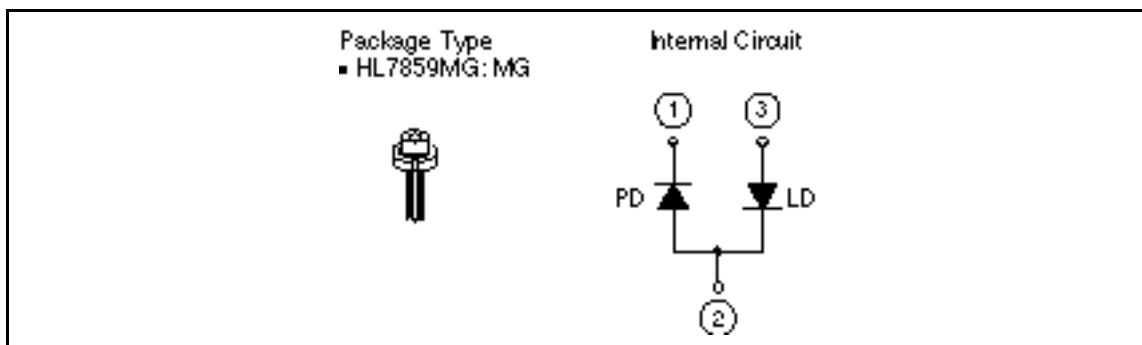 Package Type
▪ HL7859MG: MG
Internal Circuit
1 3
PD LD
2